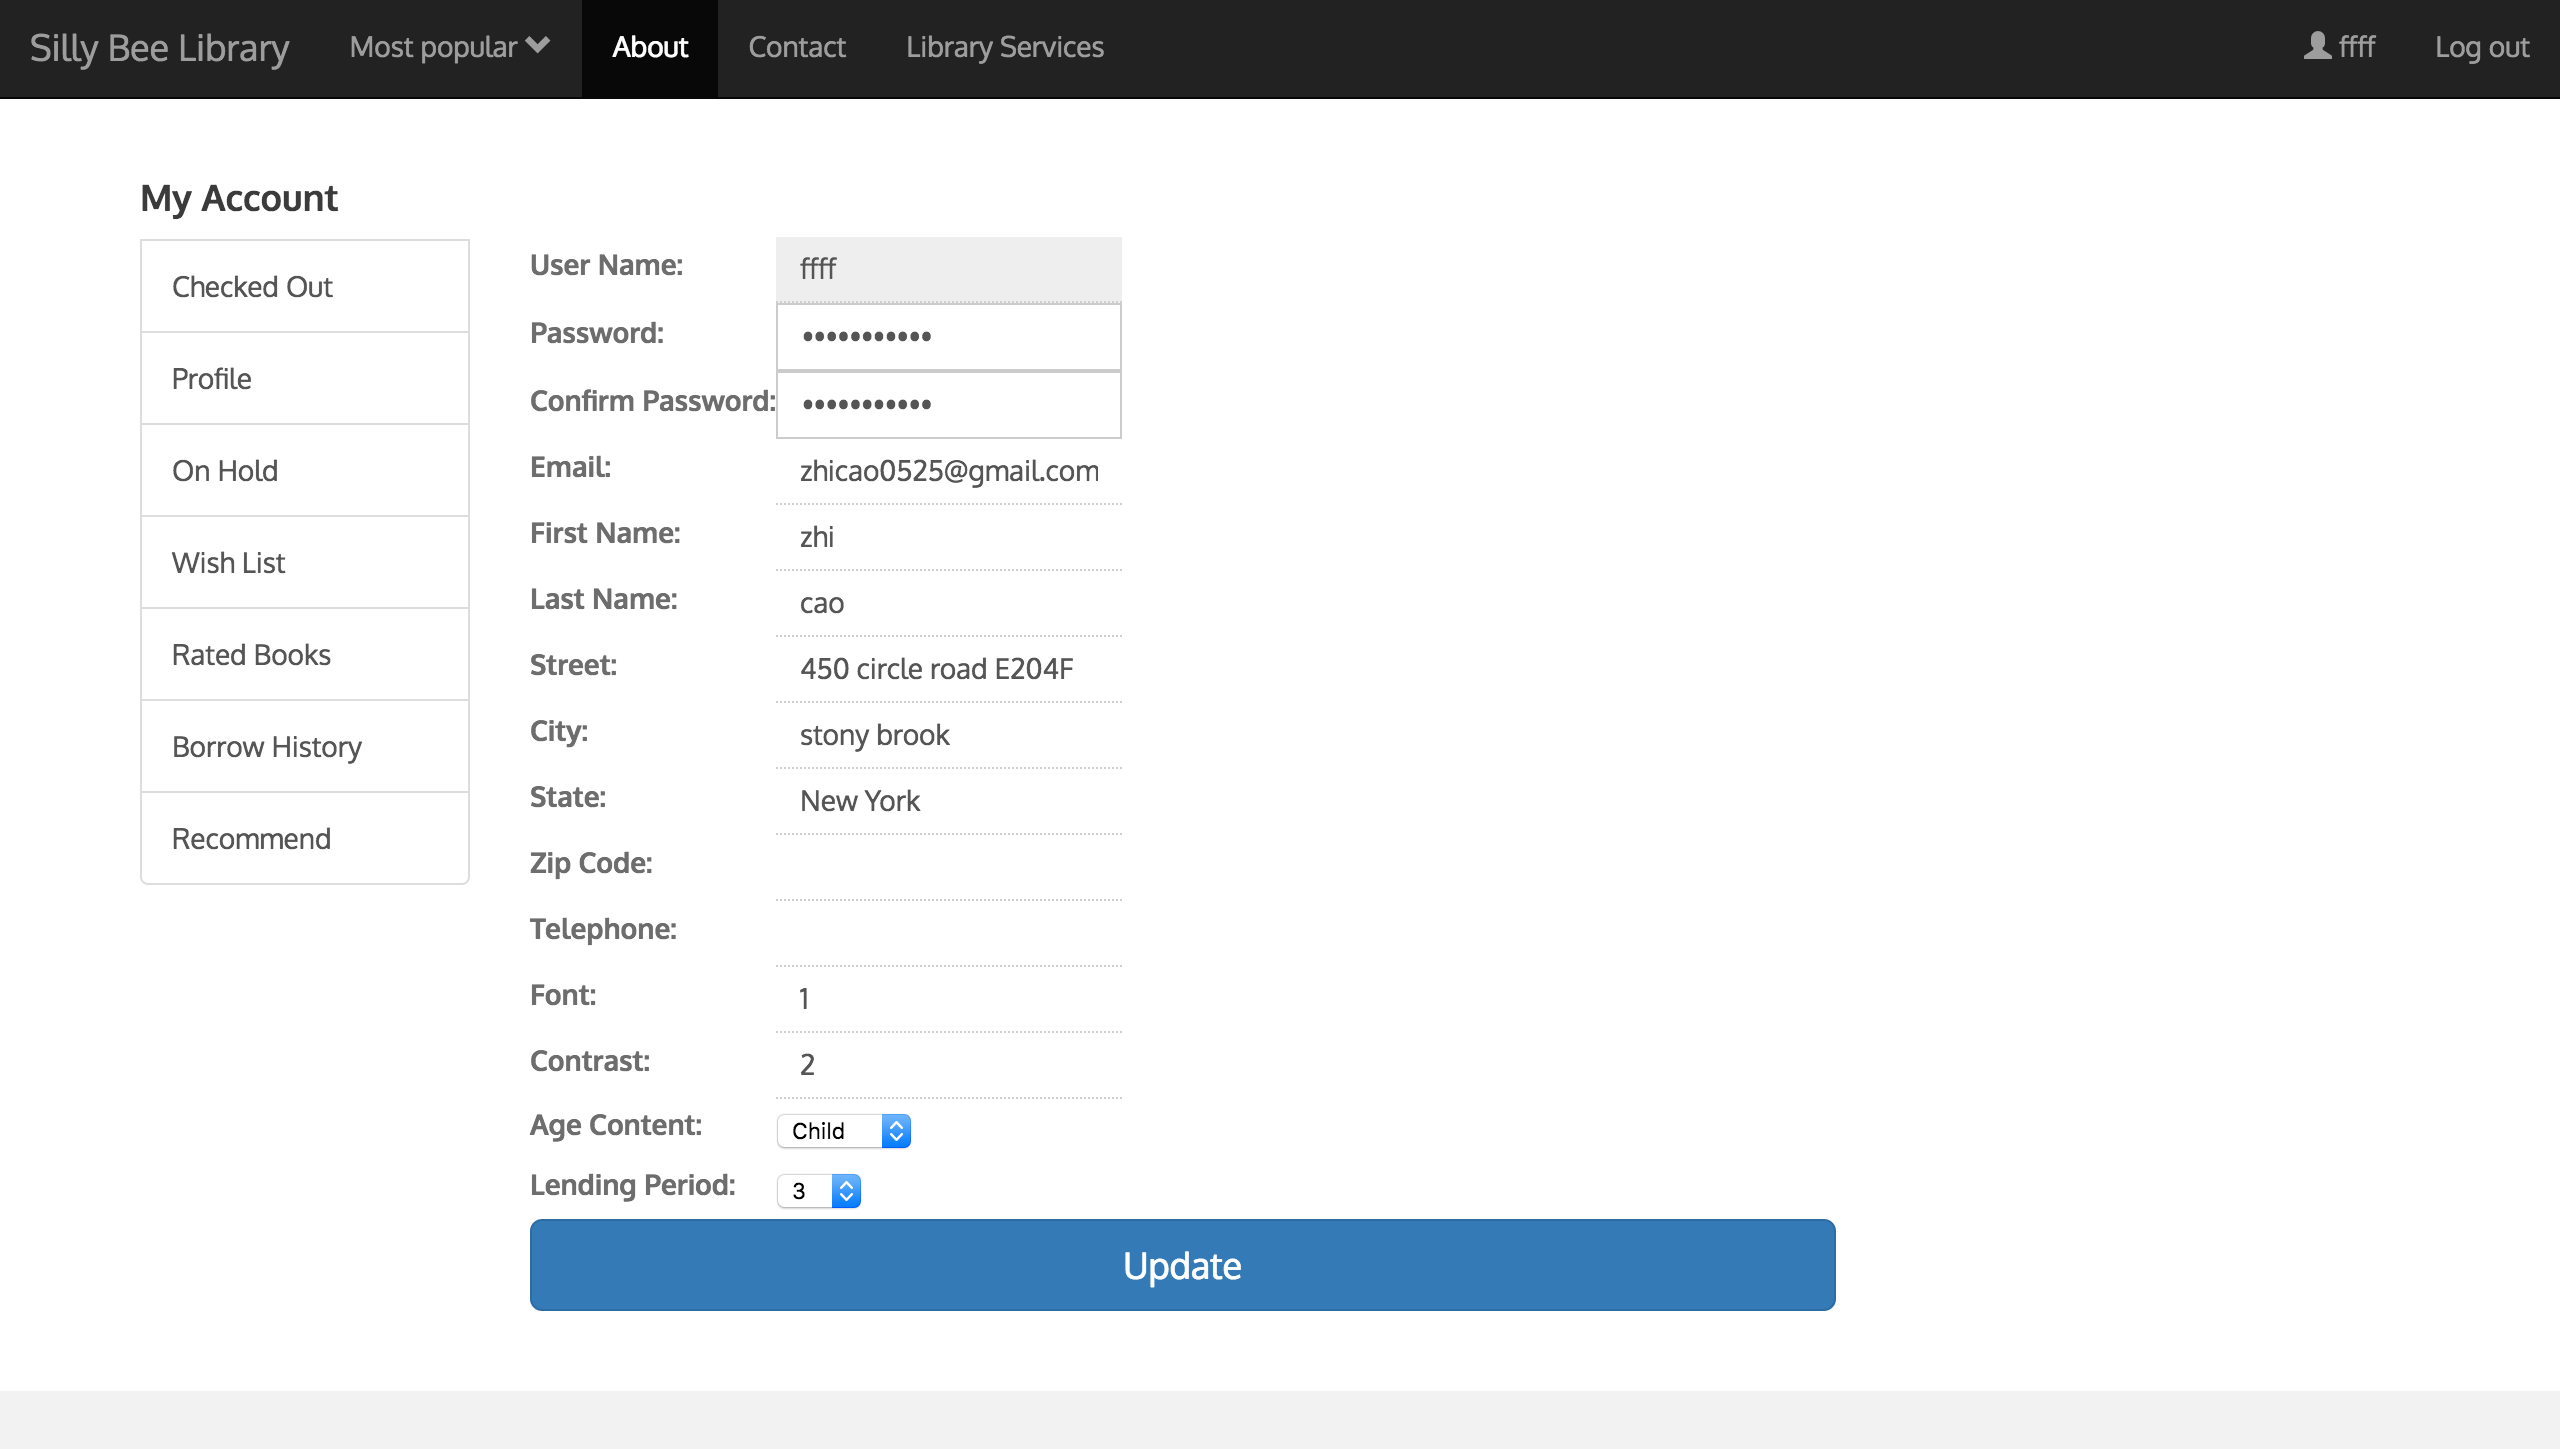 Silly Bee Library Most popular About Contact Library Services ffff Log out
My Account
Checked Out
Profile
On Hold
Wish List
Rated Books
Borrow History
Recommend
User Name: ffff
Password: •••••••••••
Confirm Password: •••••••••••
Email: zhicao0525@gmail.com
First Name: zhi
Last Name: cao
Street: 450 circle road E204F
City: stony brook
State: New York
Zip Code:
Telephone:
Font: 1
Contrast: 2
Age Content: Child
Lending Period: 3
Update